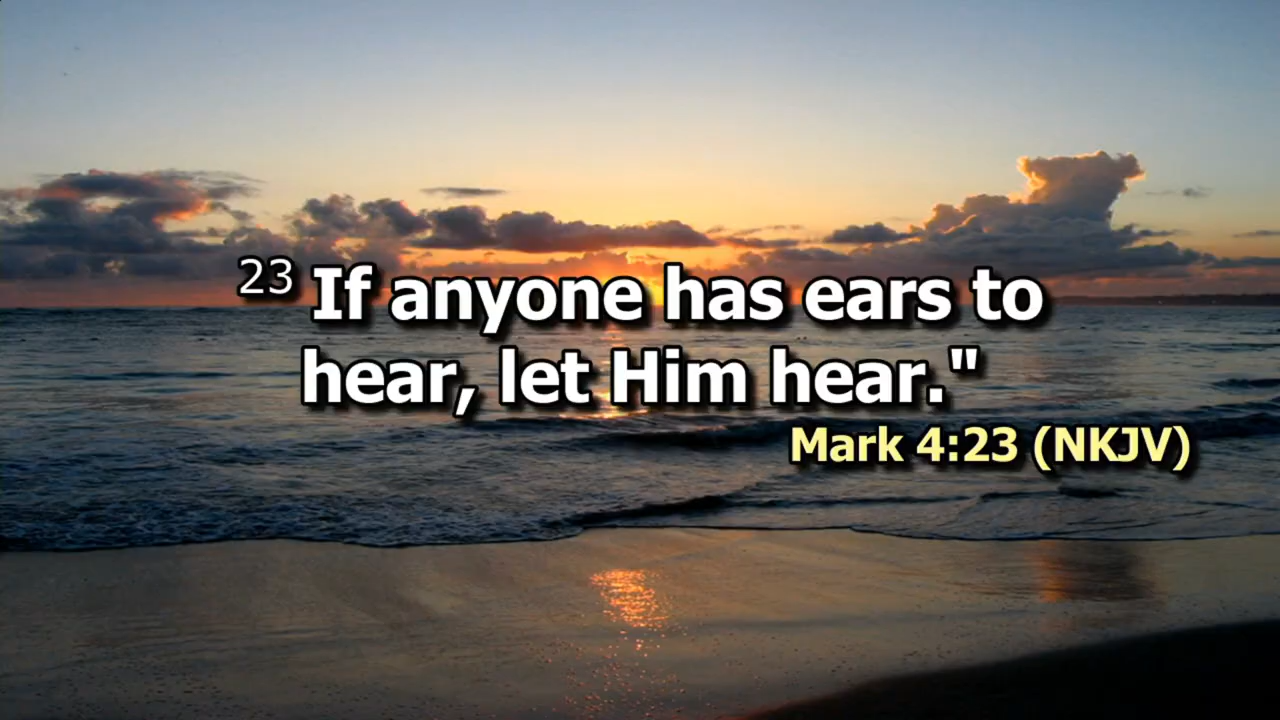 23 If anyone has ears to
hear, let Him hear."
Mark 4:23 (NKJV)